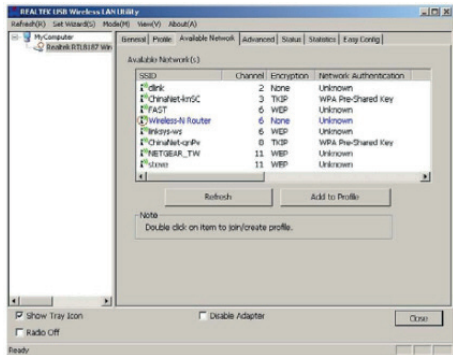 REALTEK USB Wireless LAN Utility
Refresh(R) Set Wizard(S) Mode(M) View(V) About(A)
MyComputer
Realtek RTL8187 Wire
General Profile Available Network Advanced Status Statistics Easy Config
Available Network(s)
SSID Channel Encryption Network Authentication
dlink 2 None Unknown
ChinaNet-kmSC 3 TKIP WPA Pre-Shared Key
FAST 6 WEP Unknown
Wireless-N Router 6 None Unknown
linksys-ws 6 WEP Unknown
ChinaNet-qnPv 8 TKIP WPA Pre-Shared Key
NETGEAR_TW 11 WEP Unknown
steven 11 WEP Unknown
Refresh Add to Profile
Note
Double click on item to join/create profile.
Show Tray Icon Disable Adapter Close
Radio Off
Ready